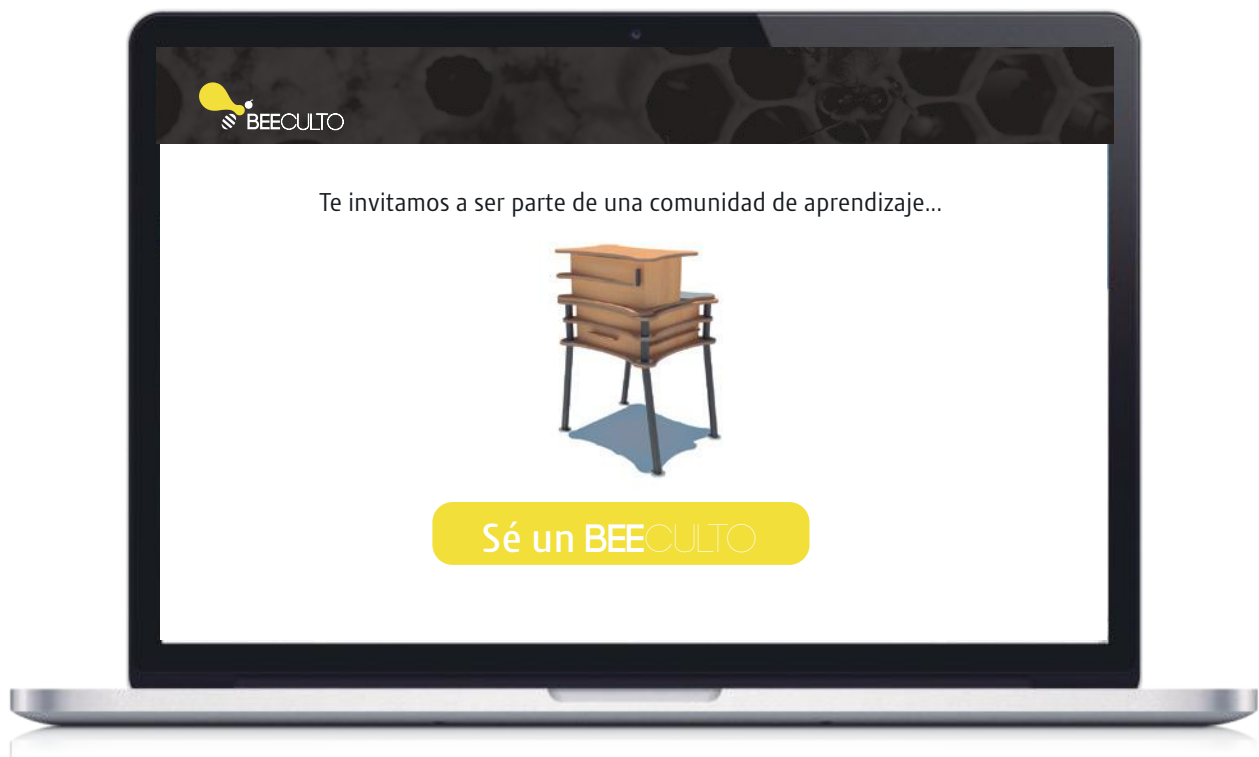 BEECULTO
Te invitamos a ser parte de una comunidad de aprendizaje...
Sé un BEECULTO